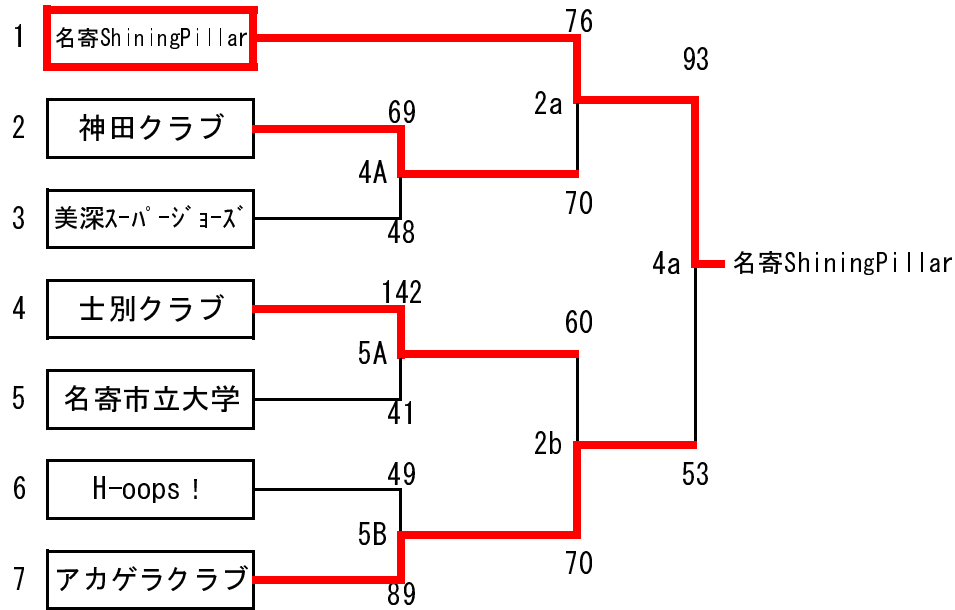 76
1 名寄ShiningPillar
93
2a
69
2 神田クラブ
4A
70
3 美深ｽｰﾊﾟｰｼﾞｮｰｽﾞ
48
4a 名寄ShiningPillar
142
4 士別クラブ
60
5A
5 名寄市立大学
41
2b
49
53
6 H-oops！
5B
70
7 アカゲラクラブ
89